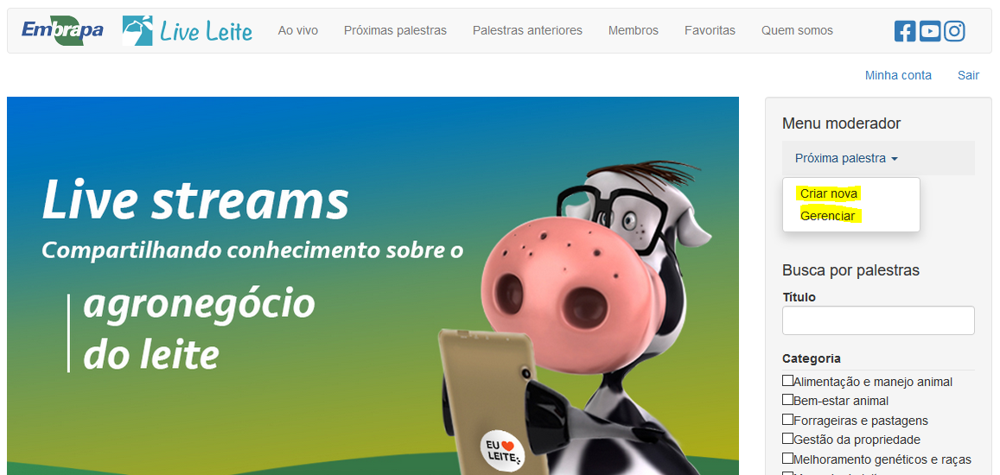 Embrapa Live Leite Ao vivo Próximas palestras Palestras anteriores Membros Favoritas Quem somos
Minha conta Sair
Live streams
Compartilhando conhecimento sobre o
agronegócio
do leite
EU
LEITE
Menu moderador
Próxima palestra
Criar nova
Gerenciar
Busca por palestras
Título
Categoria
Alimentação e manejo animal
Bem-estar animal
Forrageiras e pastagens
Gestão da propriedade
Melhoramento genéticos e raças